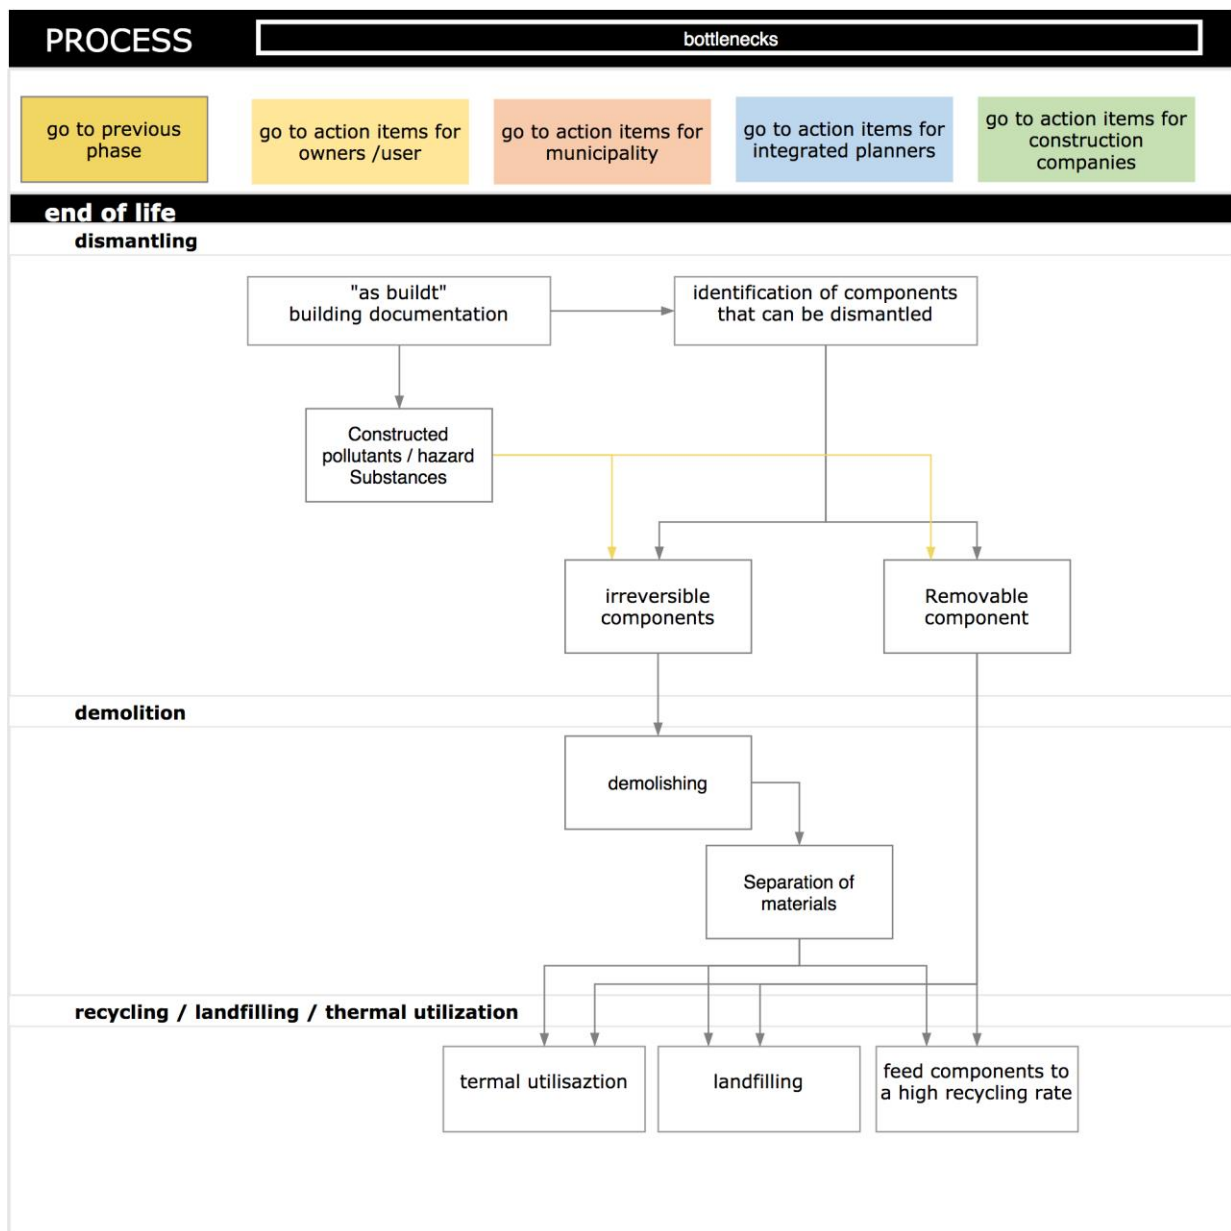 PROCESS
bottlenecks
go to previous
phase
go to action items for
owners /user
go to action items for
municipality
go to action items for
integrated planners
go to action items for
construction
companies
end of life
dismantling
"as buildt"
building documentation
identification of components
that can be dismantled
Constructed
pollutants / hazard
Substances
irreversible
components
Removable
component
demolition
demolishing
Separation of
materials
recycling / landfilling / thermal utilization
termal utilisaztion
landfilling
feed components to
a high recycling rate